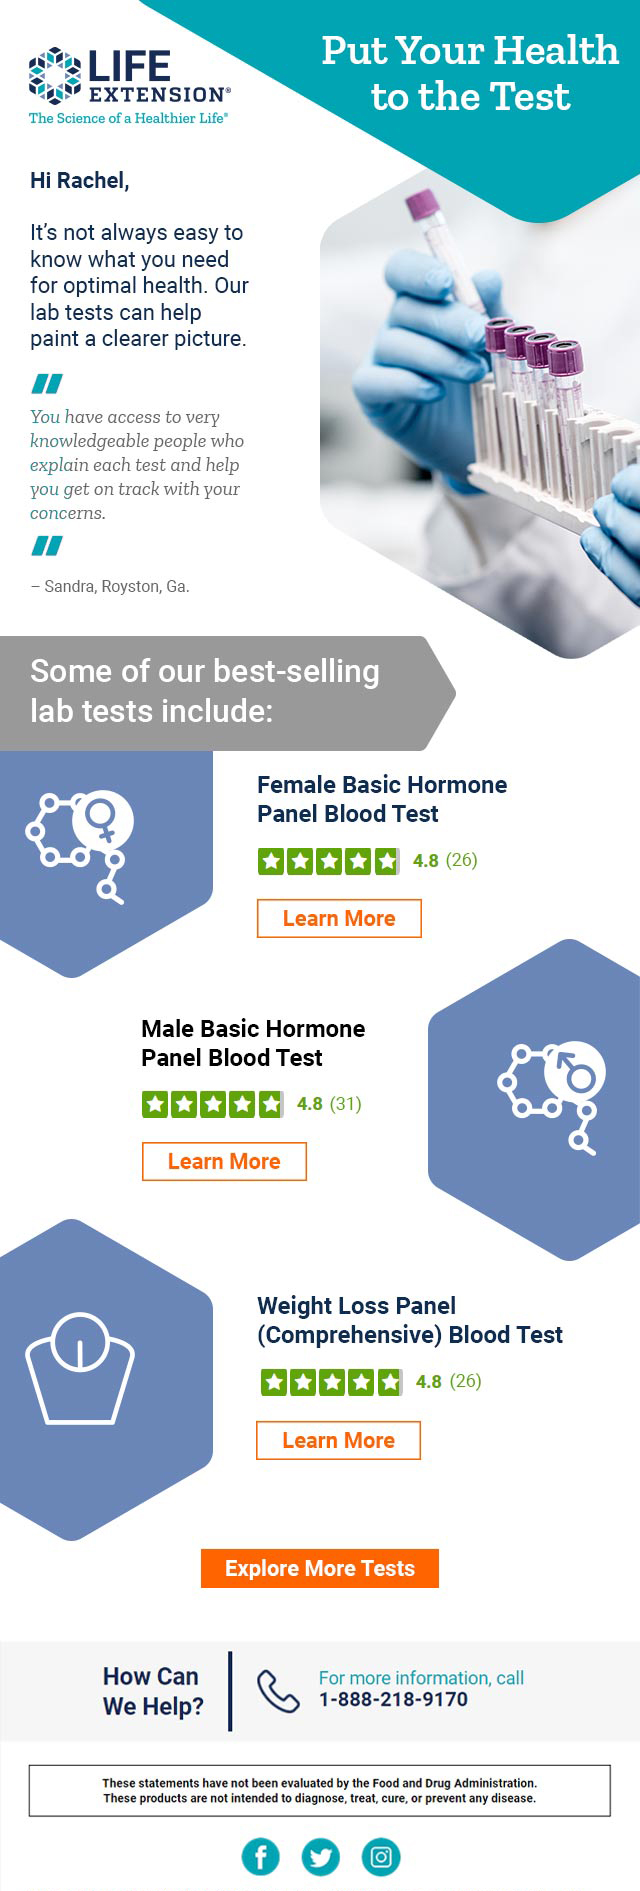 LIFE
EXTENSION®
The Science of a Healthier Life®
Put Your Health
to the Test
Hi Rachel,
It's not always easy to
know what you need
for optimal health. Our
lab tests can help
paint a clearer picture.
"
You have access to very
knowledgeable people who
explain each test and help
you get on track with your
concerns.
"
– Sandra, Royston, Ga.
Some of our best-selling
lab tests include:
Female Basic Hormone
Panel Blood Test
4.8 (26)
Learn More
Male Basic Hormone
Panel Blood Test
4.8 (31)
Learn More
Weight Loss Panel
(Comprehensive) Blood Test
4.8 (26)
Learn More
Explore More Tests
How Can
We Help?
For more information, call
1-888-218-9170
These statements have not been evaluated by the Food and Drug Administration.
These products are not intended to diagnose, treat, cure, or prevent any disease.